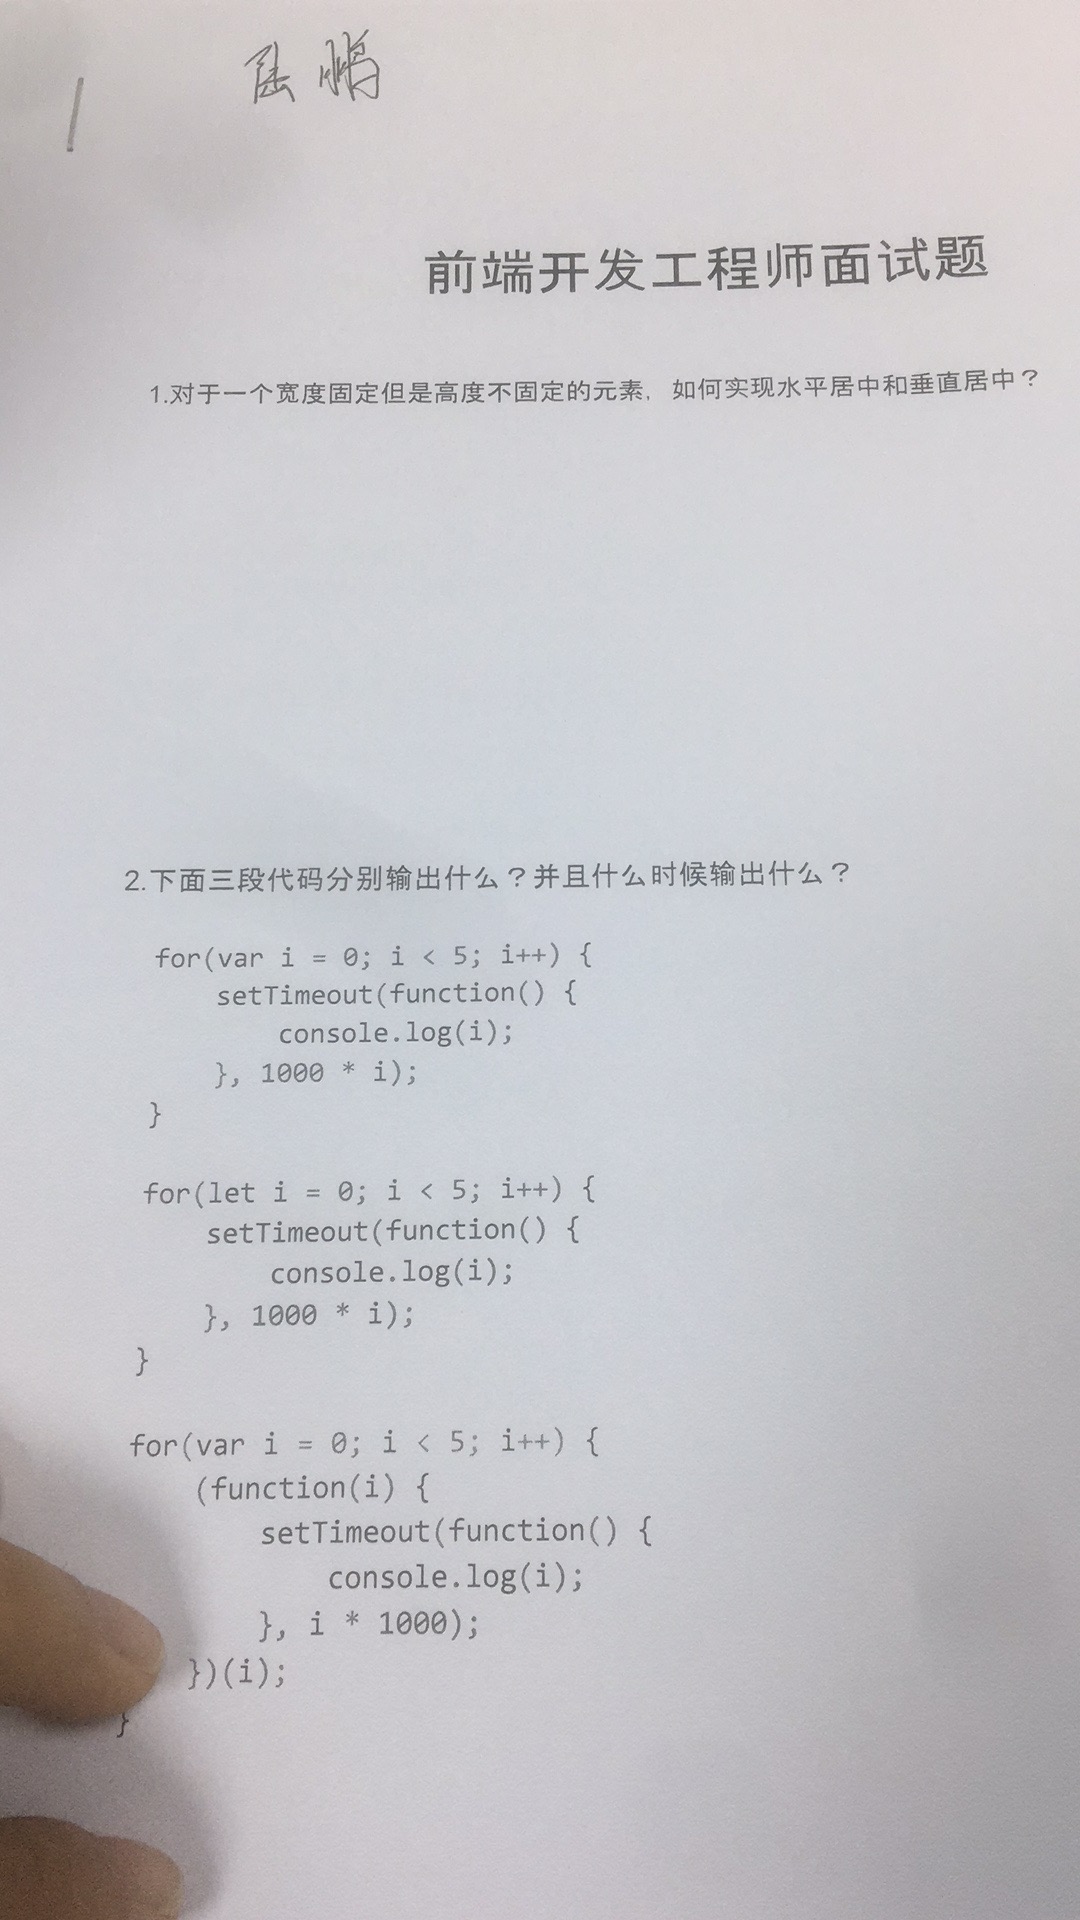 屈鹏
前端开发工程师面试题
1.对于一个宽度固定但是高度不固定的元素，如何实现水平居中和垂直居中？
2.下面三段代码分别输出什么？并且什么时候输出什么？
for(var i = 0; i < 5; i++) {
    setTimeout(function() {
        console.log(i);
    }, 1000 * i);
}
for(let i = 0; i < 5; i++) {
    setTimeout(function() {
        console.log(i);
    }, 1000 * i);
}
for(var i = 0; i < 5; i++) {
    (function(i) {
        setTimeout(function() {
            console.log(i);
        }, i * 1000);
    })(i);
}